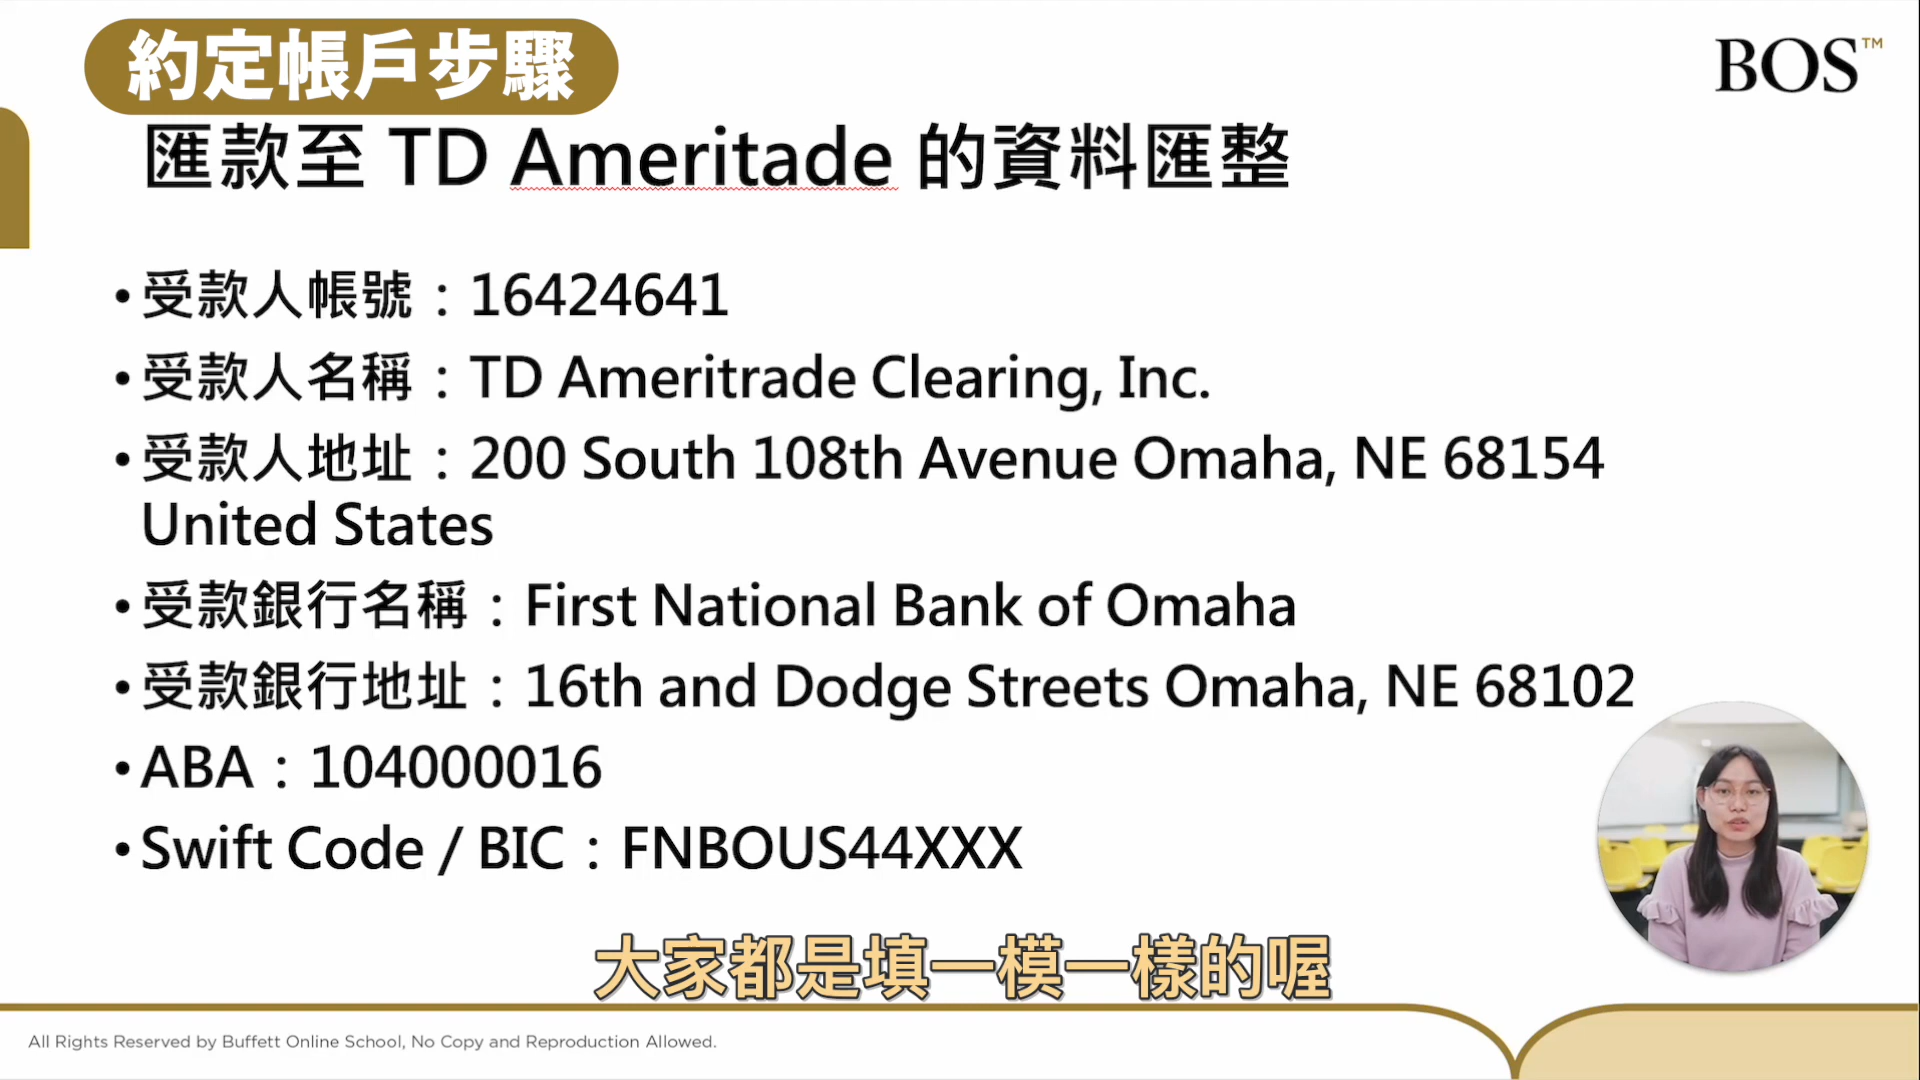 約定帳戶步驟
BOS™
匯款至 TD Ameritade 的資料匯整
•受款人帳號：16424641
•受款人名稱：TD Ameritrade Clearing, Inc.
•受款人地址：200 South 108th Avenue Omaha, NE 68154
United States
•受款銀行名稱：First National Bank of Omaha
•受款銀行地址：16th and Dodge Streets Omaha, NE 68102
•ABA：104000016
•Swift Code / BIC：FNBOUS44XXX
大家都是填一模一樣的喔
All Rights Reserved by Buffett Online School, No Copy and Reproduction Allowed.